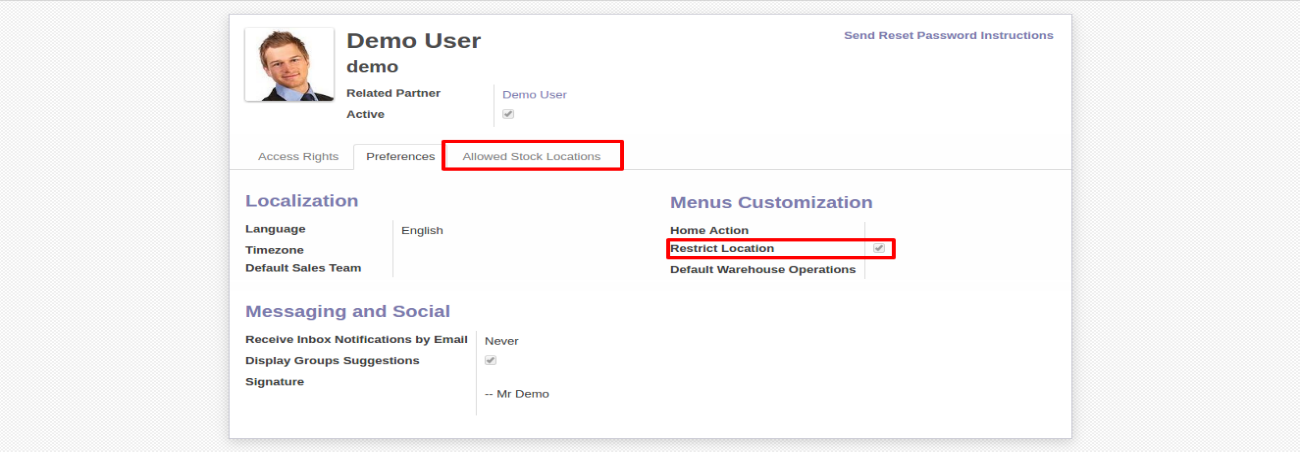 Demo User
Send Reset Password Instructions
demo
Related Partner
Demo User
Active
Access Rights
Preferences
Allowed Stock Locations
Localization
Language
English
Timezone
Default Sales Team
Menus Customization
Home Action
Restrict Location
Default Warehouse Operations
Messaging and Social
Receive Inbox Notifications by Email
Never
Display Groups Suggestions
Signature
-- Mr Demo